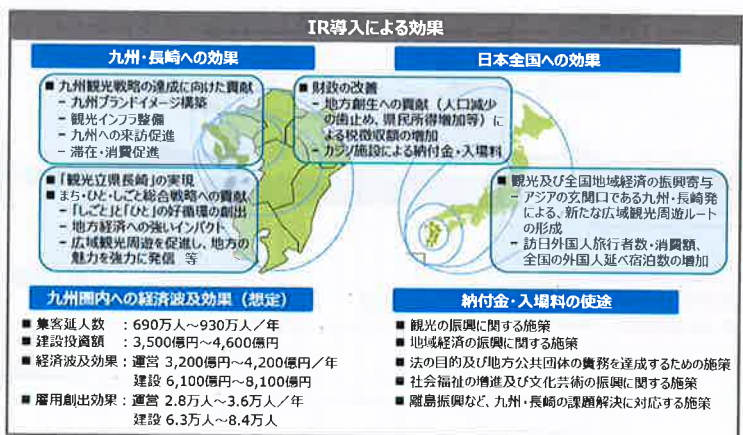 IR導入による効果
九州・長崎への効果
■ 九州観光戦略の達成に向けた貢献
− 九州ブランドイメージ構築
− 観光インフラ整備
− 九州への来訪促進
− 滞在・消費促進
■ 財政の改善
− 地方創生への貢献（人口減少
の歯止め、県民所得増加等）に
よる税徴収額の増加
− カジノ施設による納付金・入場料
■ 「観光立県長崎」の実現
■ まち・ひと・しごと総合戦略への貢献
− 「しごと」と「ひと」の好循環の創出
− 地方経済への強いインパクト
− 広域観光周遊を促進し、地方の
魅力を強力に発信 等
日本全国への効果
■ 観光及び全国地域経済の振興寄与
− アジアの玄関口である九州・長崎発
による、新たな広域観光周遊ルート
の形成
− 訪日外国人旅行者数・消費額、
全国の外国人延べ宿泊数の増加
九州圏内への経済波及効果（想定）
■ 集客延人数 ：690万人～930万人／年
■ 建設投資額 ：3,500億円～4,600億円
■ 経済波及効果：運営 3,200億円～4,200億円／年
建設 6,100億円～8,100億円
■ 雇用創出効果：運営 2.8万人～3.6万人／年
建設 6.3万人～8.4万人
納付金・入場料の使途
■ 観光の振興に関する施策
■ 地域経済の振興に関する施策
■ 法の目的及び地方公共団体の責務を達成するための施策
■ 社会福祉の増進及び文化芸術の振興に関する施策
■ 離島振興など、九州・長崎の課題解決に対応する施策